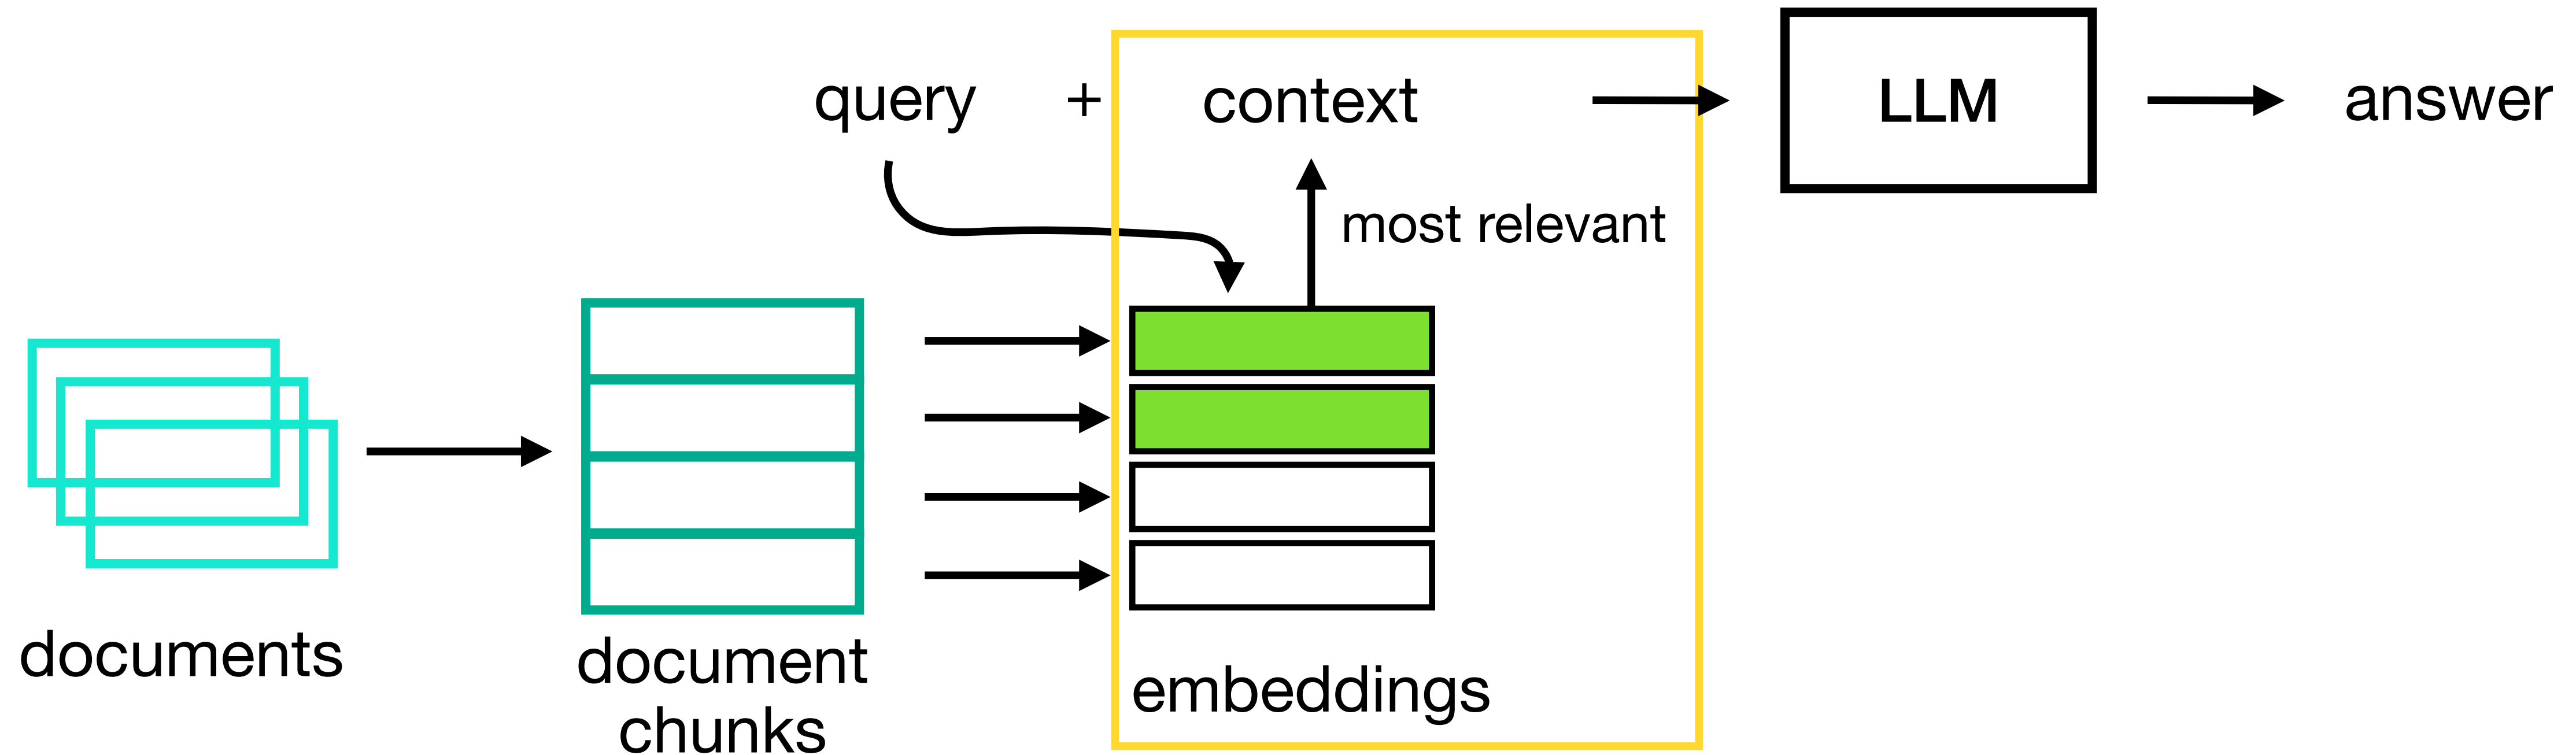 query + context LLM answer
most relevant
documents
document
chunks
embeddings